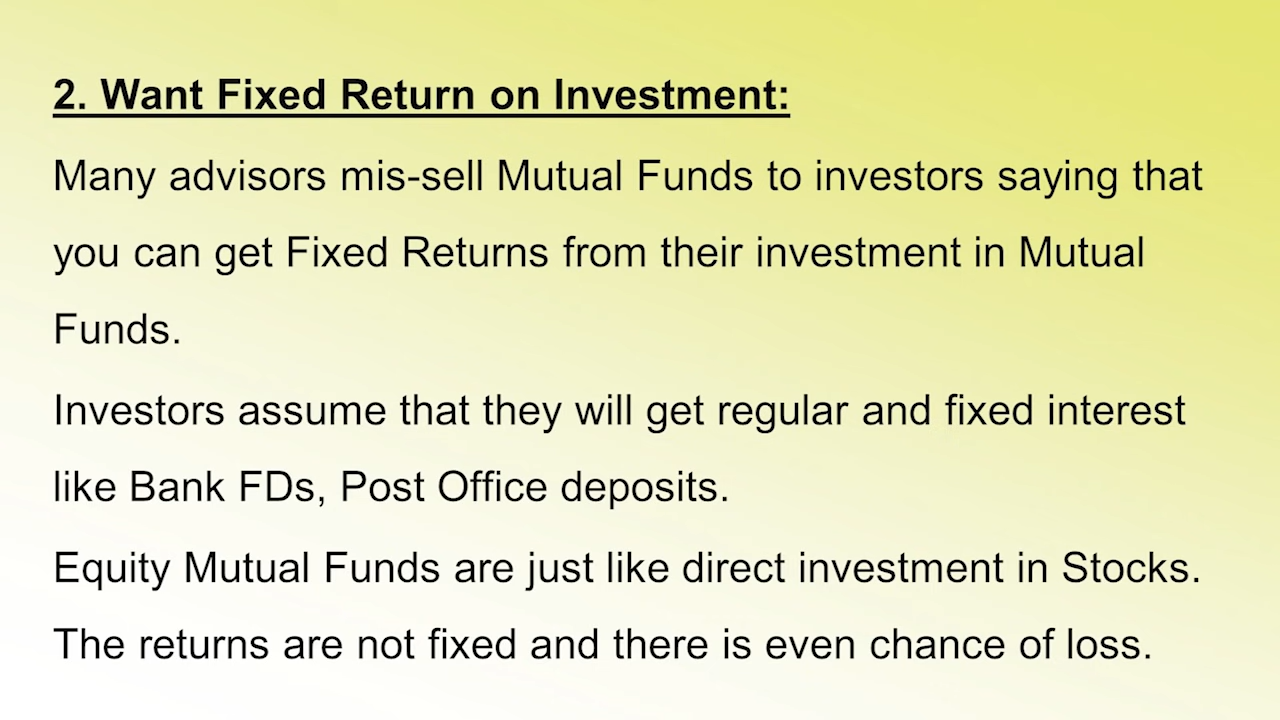 2. Want Fixed Return on Investment:
Many advisors mis-sell Mutual Funds to investors saying that
you can get Fixed Returns from their investment in Mutual
Funds.
Investors assume that they will get regular and fixed interest
like Bank FDs, Post Office deposits.
Equity Mutual Funds are just like direct investment in Stocks.
The returns are not fixed and there is even chance of loss.